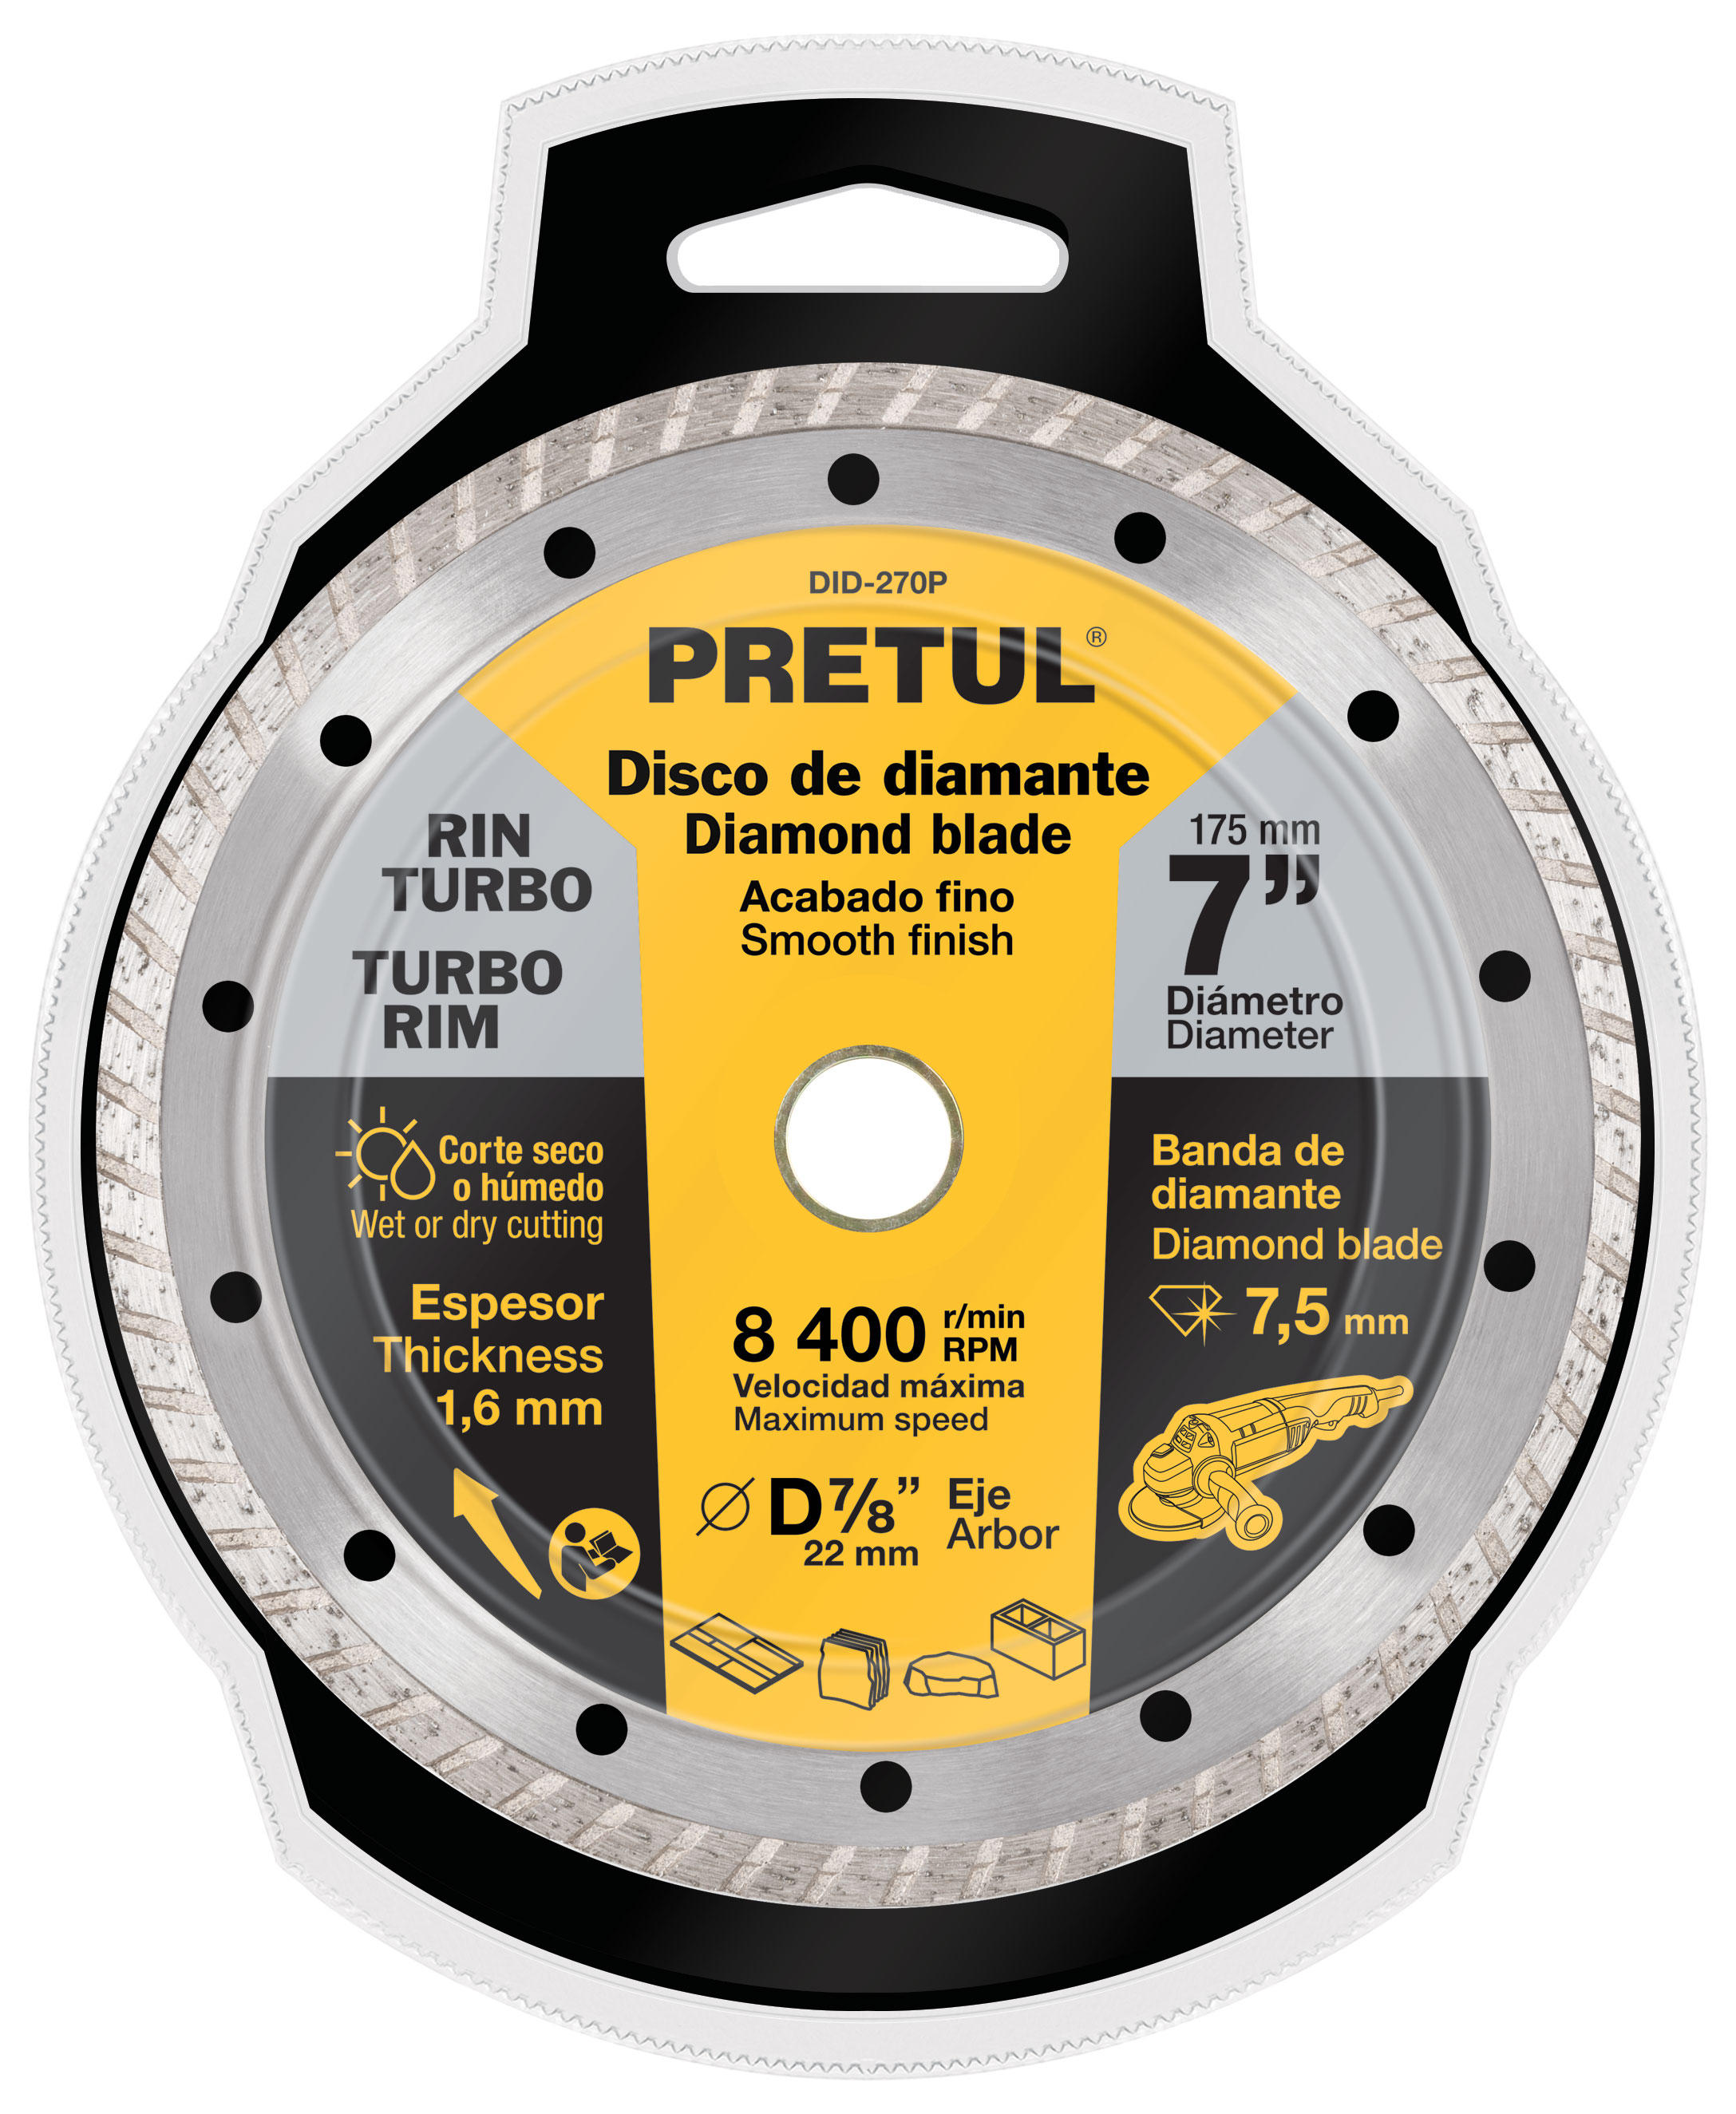 DID-270P
PRETUL®
Disco de diamante
Diamond blade
Acabado fino
Smooth finish
RIN
TURBO
TURBO
RIM
175 mm
7”
Diámetro
Diameter
Corte seco
o húmedo
Wet or dry cutting
Espesor
Thickness
1,6 mm
Banda de
diamante
Diamond blade
7,5 mm
8 400 r/min
RPM
Velocidad máxima
Maximum speed
⌀ D 7/8” Eje
22 mm Arbor